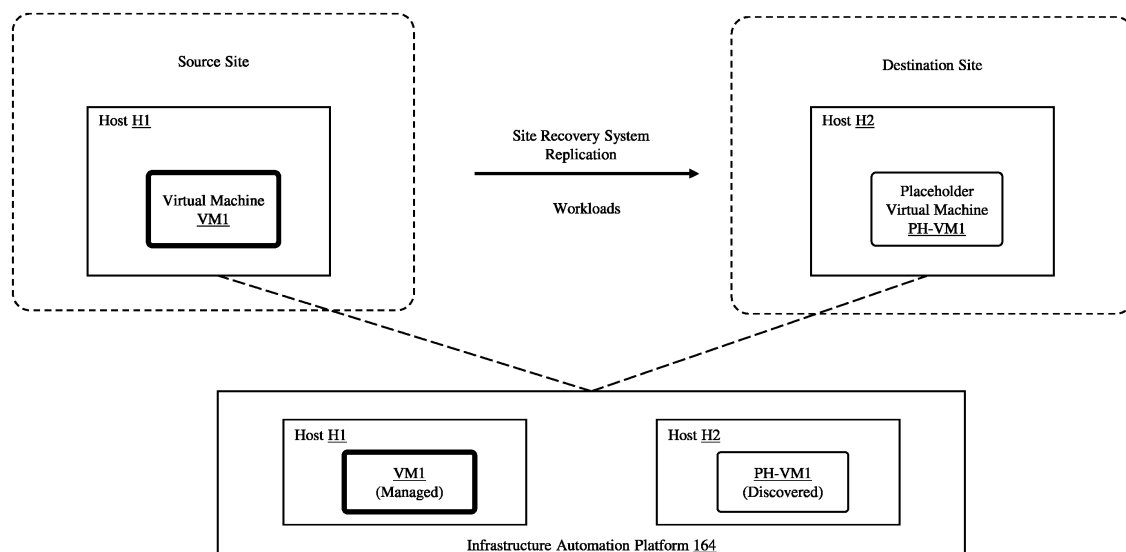 Source Site
Host H1
Virtual Machine
VM1
Site Recovery System
Replication
Workloads
Destination Site
Host H2
Placeholder
Virtual Machine
PH-VM1
Host H1
VM1
(Managed)
Host H2
PH-VM1
(Discovered)
Infrastructure Automation Platform 164